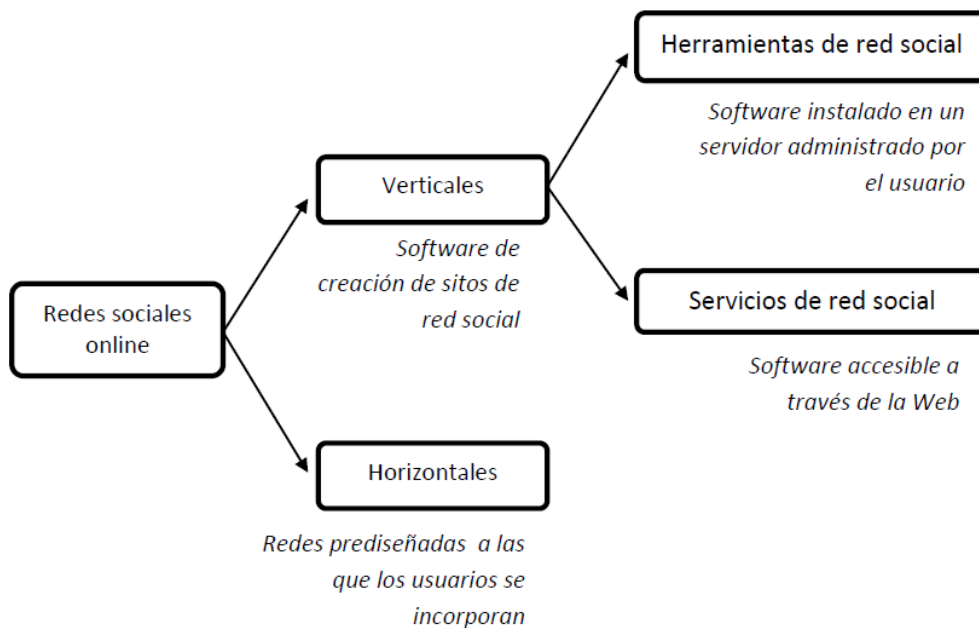 Redes sociales
online
Verticales
Software de
creación de sitos de
red social
Herramientas de red social
Software instalado en un
servidor administrado por
el usuario
Servicios de red social
Software accesible a
través de la Web
Horizontales
Redes prediseñadas a las
que los usuarios se
incorporan